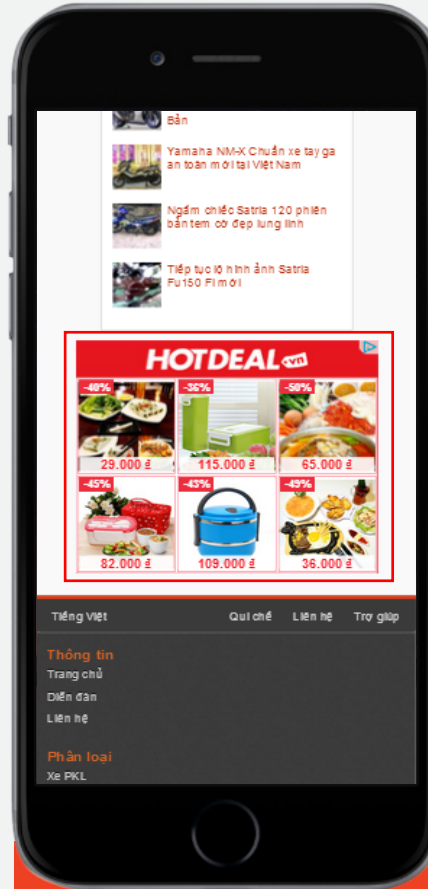 Bản
Yamaha NM-X Chuẩn xe tay ga
an toàn mới tại Việt Nam
Ngắm chiếc Satria 120 phiên
bản tem cờ đẹp lung linh
Tiếp tục lộ hình ảnh Satria
Fu150 Fi mới
HOTDEAL .vn
-40%
-36%
-50%
29.000 đ
115.000 đ
65.000 đ
-45%
-43%
-49%
82.000 đ
109.000 đ
36.000 đ
Tiếng Việt
Qui chế
Liên hệ
Trợ giúp
Thông tin
Trang chủ
Diễn đàn
Liên hệ
Phân loại
Xe PKL